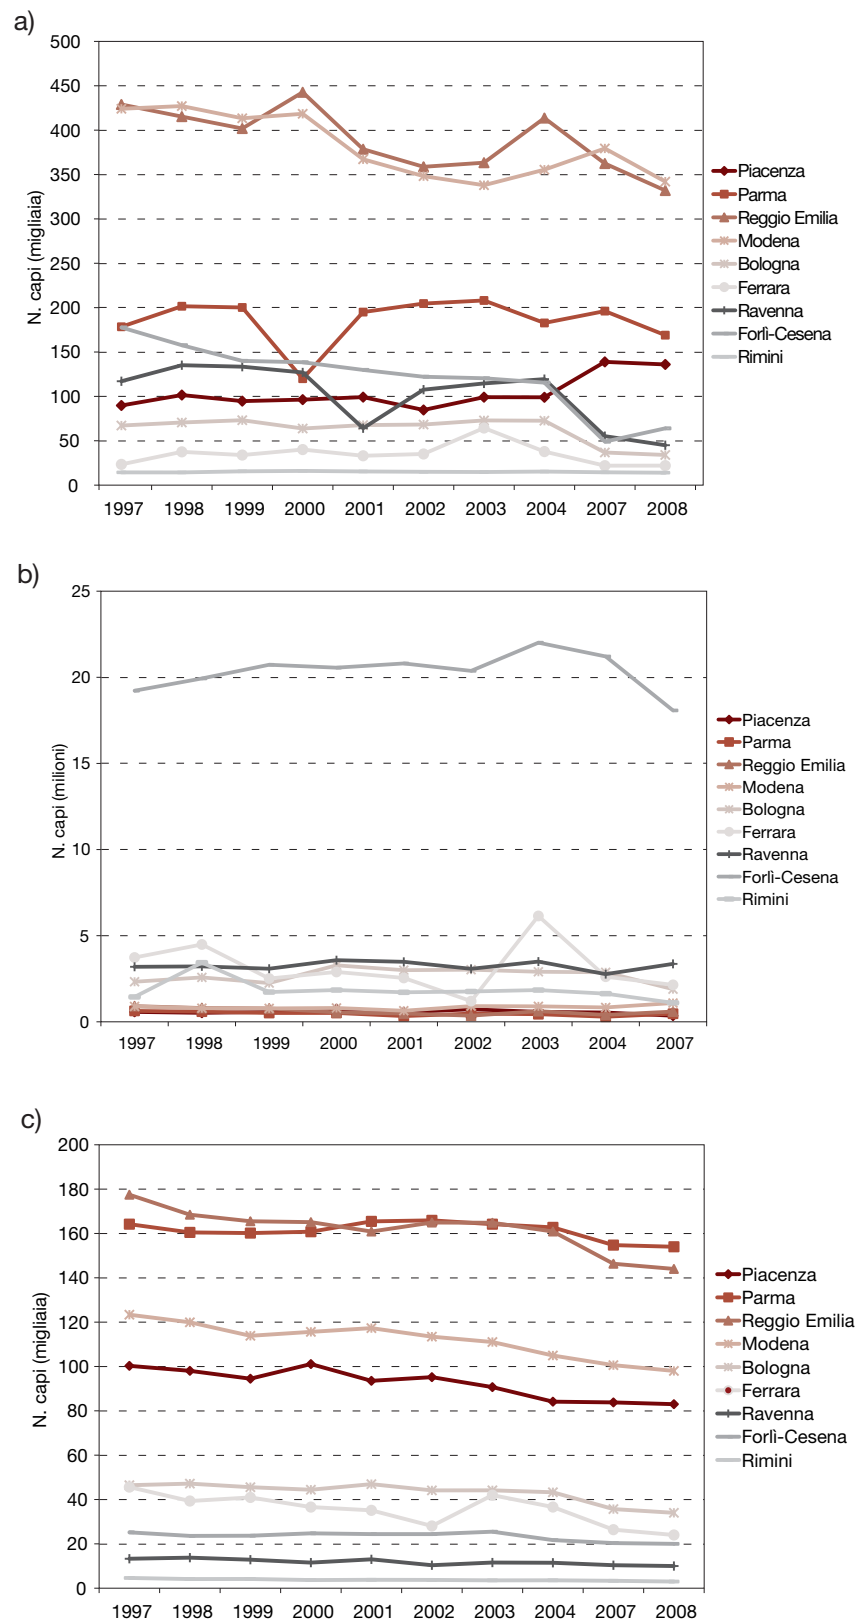 a)
500
450
400
350
300
250
200
150
100
50
0
N. capi (migliaia)
1997 1998 1999 2000 2001 2002 2003 2004 2007 2008
Piacenza
Parma
Reggio Emilia
Modena
Bologna
Ferrara
Ravenna
Forlì-Cesena
Rimini
b)
25
20
15
10
5
0
N. capi (milioni)
1997 1998 1999 2000 2001 2002 2003 2004 2007
Piacenza
Parma
Reggio Emilia
Modena
Bologna
Ferrara
Ravenna
Forlì-Cesena
Rimini
c)
200
180
160
140
120
100
80
60
40
20
0
N. capi (migliaia)
1997 1998 1999 2000 2001 2002 2003 2004 2007 2008
Piacenza
Parma
Reggio Emilia
Modena
Bologna
Ferrara
Ravenna
Forlì-Cesena
Rimini